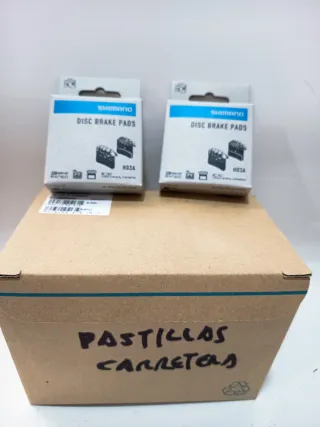 SHIMANO
DISC BRAKE PADS
H03A
SHIMANO
DISC BRAKE PADS
H03A
PASTILLAS
CARRETERA